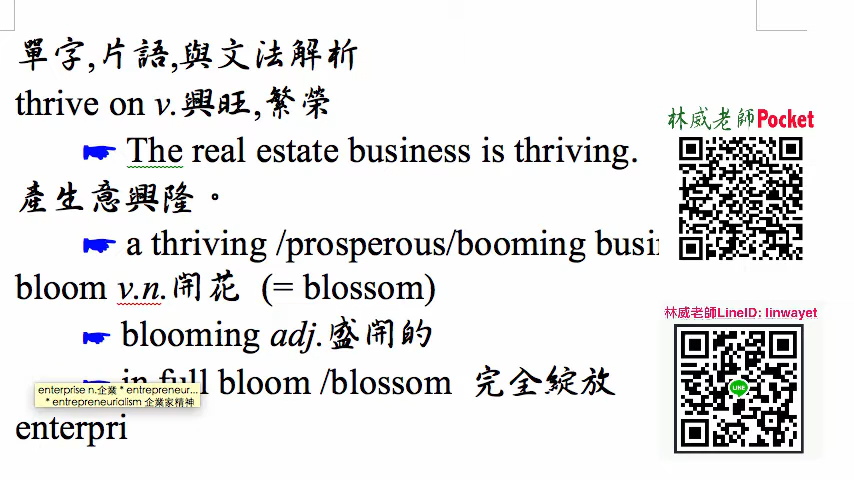 單字,片語,與文法解析
thrive on v.興旺,繁榮
The real estate business is thriving.
產生意興隆。
a thriving /prosperous/booming busi
bloom v.n.開花 (= blossom)
blooming adj.盛開的
in full bloom /blossom 完全綻放
enterprise n.企業 * entrepreneur...
* entrepreneurialism 企業家精神
enterpri
林威老師Pocket
林威老師LineID: linwayet
LINE